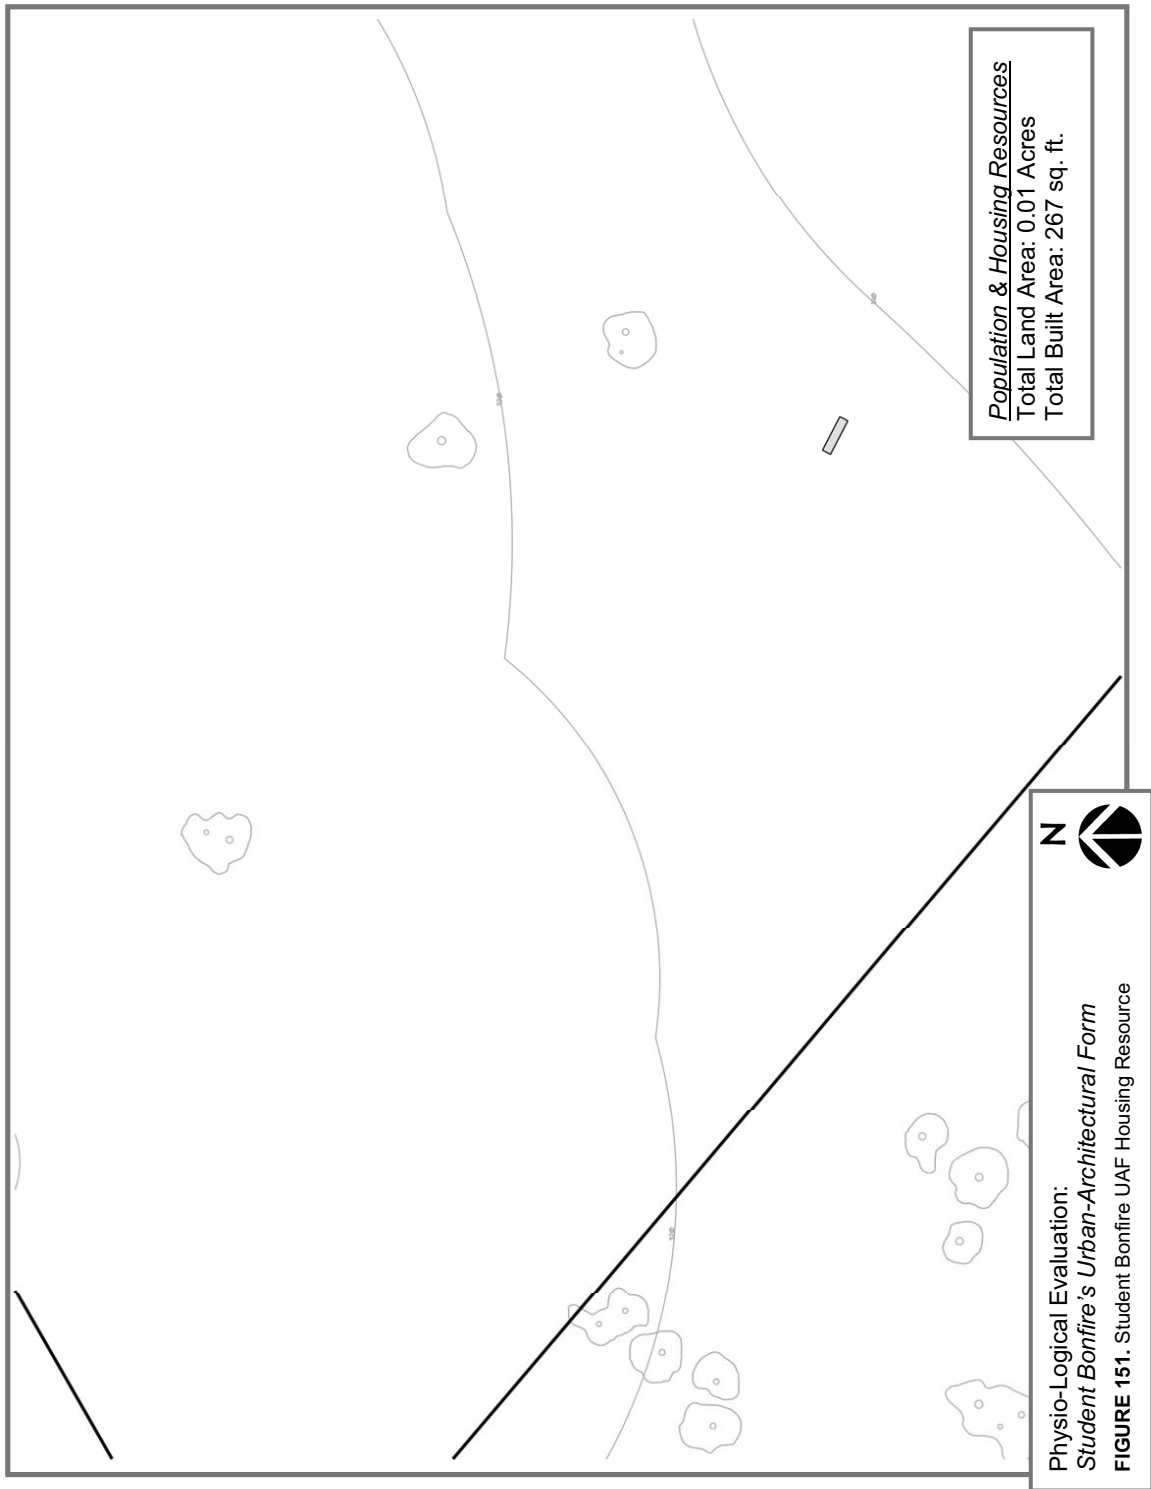 Population & Housing Resources
Total Land Area: 0.01 Acres
Total Built Area: 267 sq. ft.
N
Physio-Logical Evaluation:
Student Bonfire's Urban-Architectural Form
FIGURE 151. Student Bonfire UAF Housing Resource